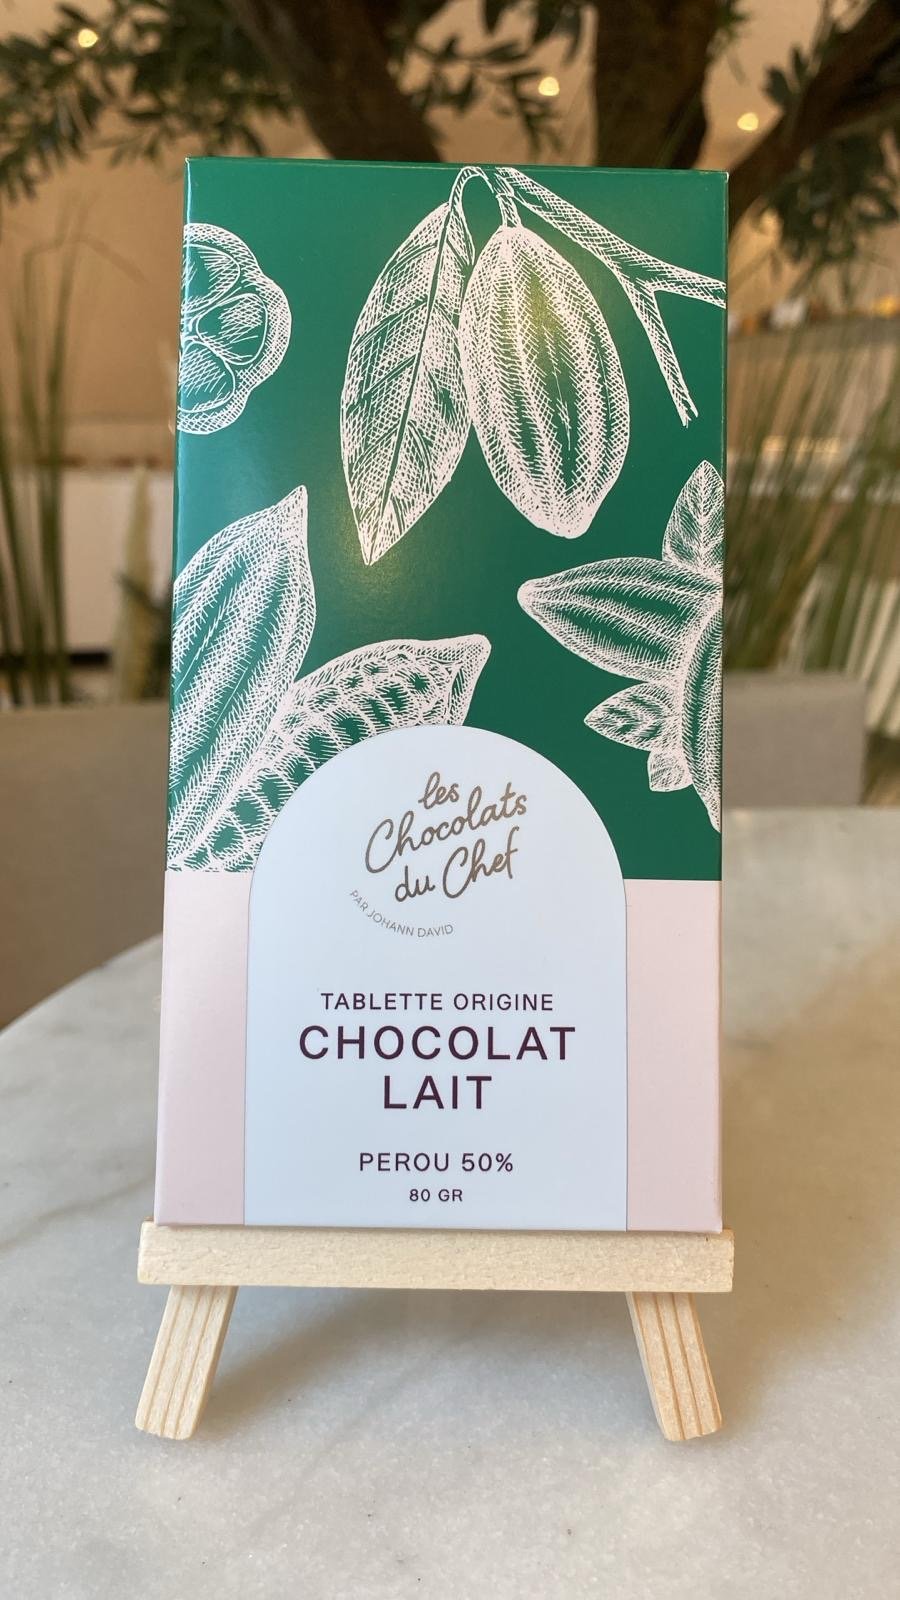 les
Chocolats
du Chef
PAR JOHANN DAVID
TABLETTE ORIGINE
CHOCOLAT
LAIT
PEROU 50%
80 GR